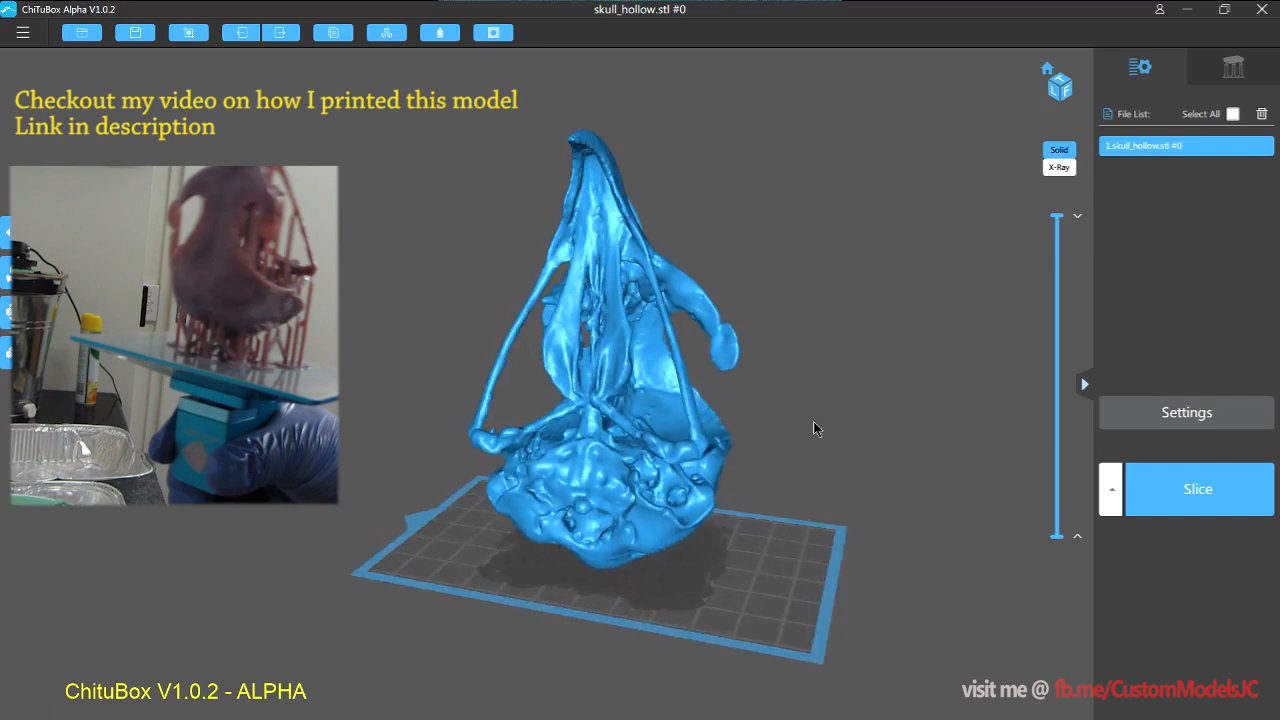 ChiTuBox Alpha V1.0.2
skull_hollow.stl #0
Checkout my video on how I printed this model
Link in description
T
L F
Solid
X-Ray
File List:
Select All
1.skull_hollow.stl #0
Settings
Slice
ChituBox V1.0.2 - ALPHA
visit me @ fb.me/CustomModelsJC